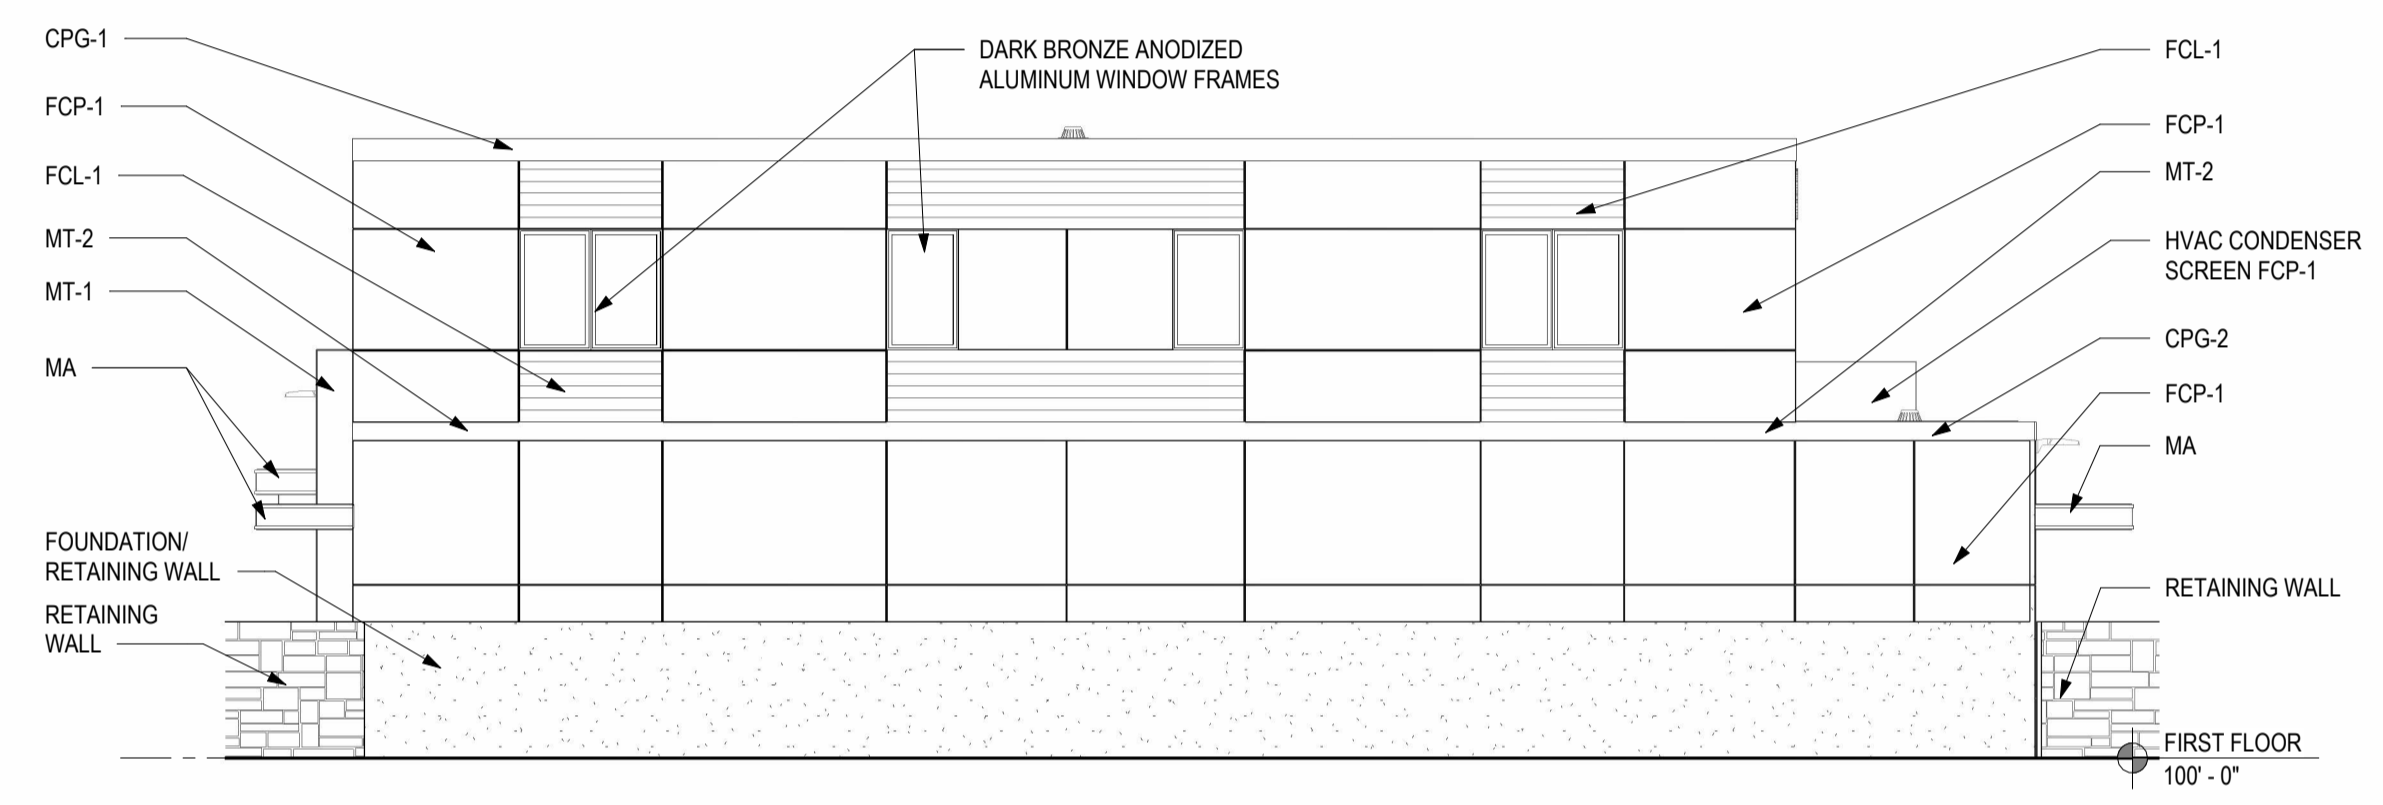 CPG-1
FCP-1
FCL-1
MT-2
MT-1
MA
FOUNDATION/
RETAINING WALL
RETAINING
WALL
DARK BRONZE ANODIZED
ALUMINUM WINDOW FRAMES
FCL-1
FCP-1
MT-2
HVAC CONDENSER
SCREEN FCP-1
CPG-2
FCP-1
MA
RETAINING WALL
FIRST FLOOR
100' - 0"